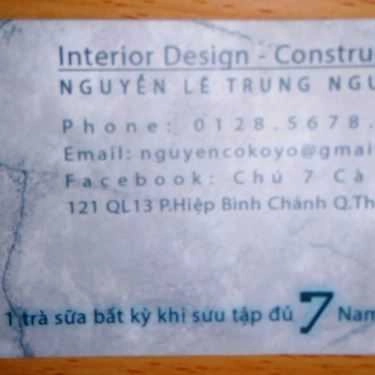 Interior Design - Constru
NGUYỄN LÊ TRUNG NGU
Phone: 0128.5678.
Email: nguyencokoyo@gmai
Facebook: Chú 7 Cà
121 QL13 P.Hiệp Bình Chánh Q.Th
1 trà sữa bất kỳ khi sưu tập đủ 7 Nam